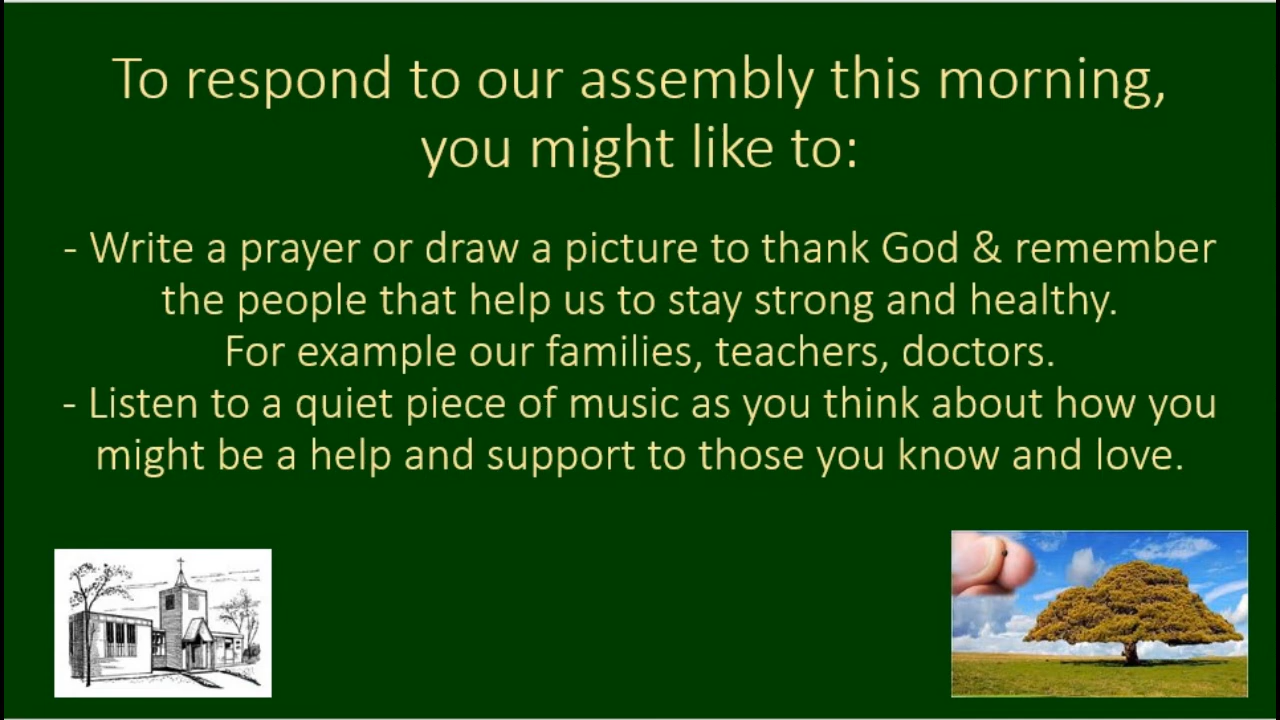 To respond to our assembly this morning,
you might like to:
- Write a prayer or draw a picture to thank God & remember
the people that help us to stay strong and healthy.
For example our families, teachers, doctors.
- Listen to a quiet piece of music as you think about how you
might be a help and support to those you know and love.